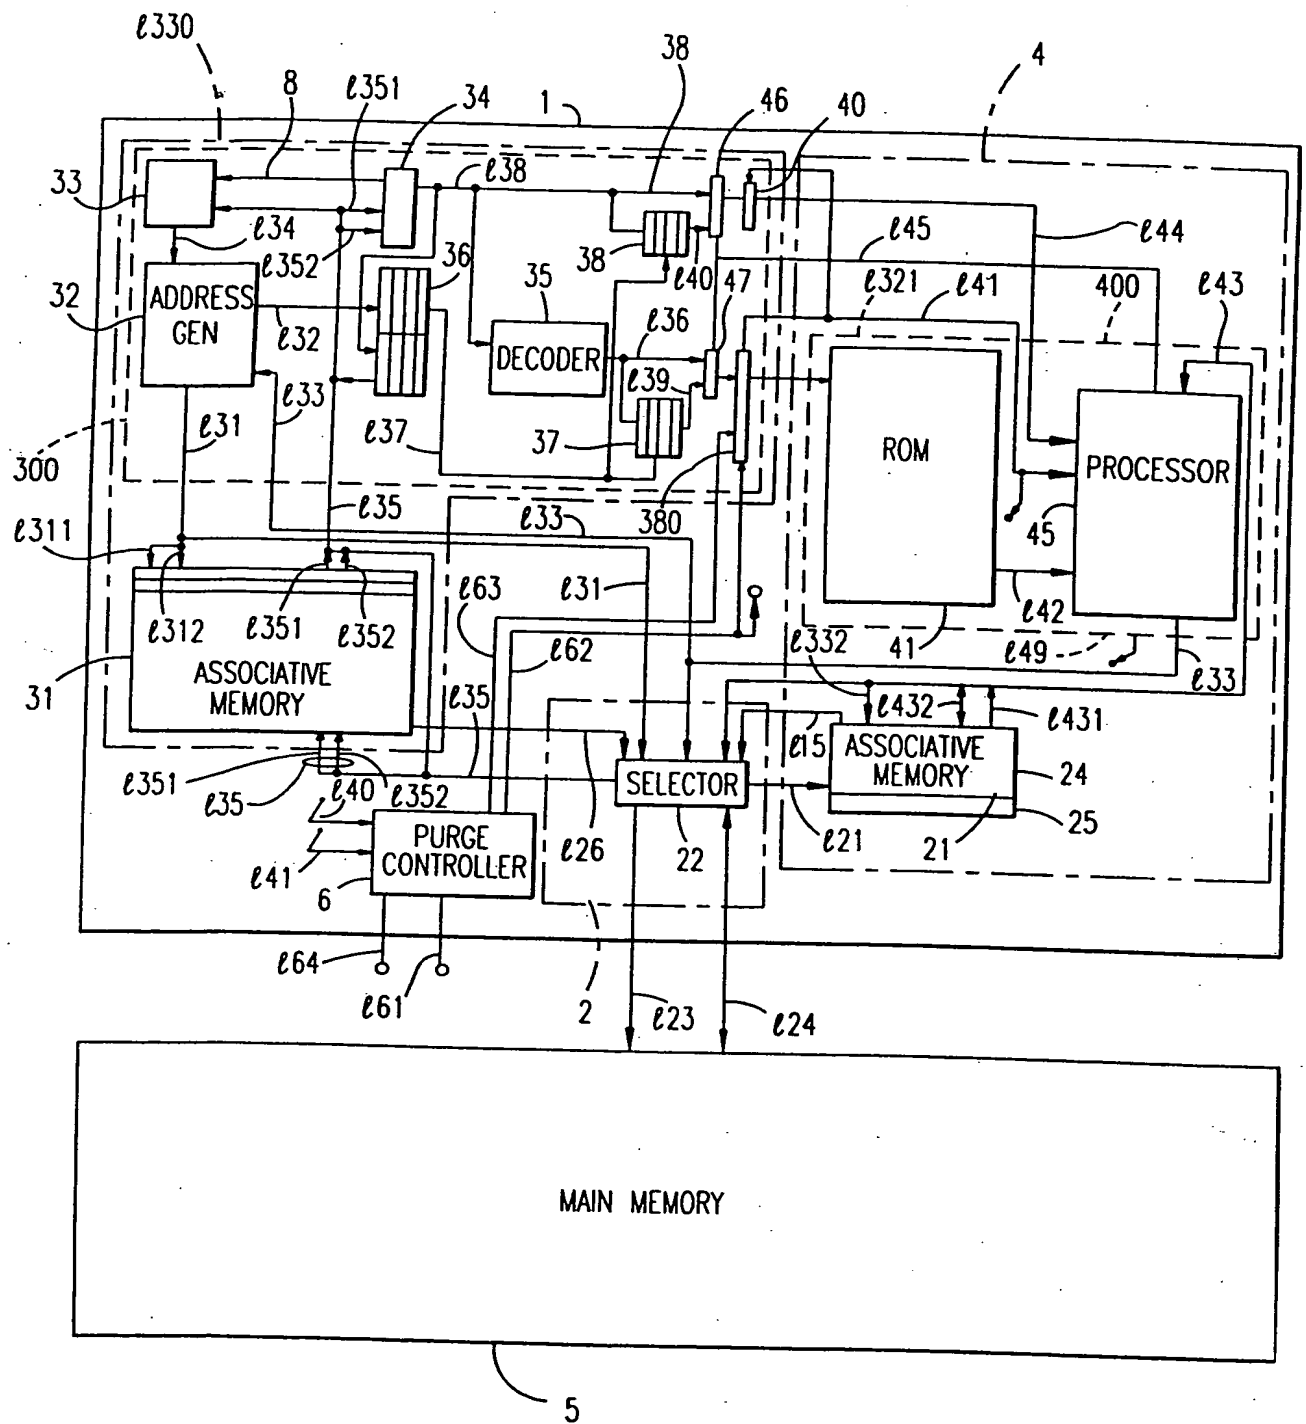 ℓ330
38
4
8
ℓ351
34
1
46
40
33
ℓ38
ℓ34
ℓ352
36
38
ℓ40
ℓ45
ℓ44
ℓ321
ℓ41
400
ℓ43
32
ADDRESS
GEN
ℓ32
35
DECODER
ℓ36
47
ℓ39
ℓ33
ℓ31
ℓ37
37
380
ROM
PROCESSOR
45
300
ℓ35
ℓ33
ℓ311
ℓ312
ℓ351
ℓ352
ℓ63
ℓ31
ℓ62
ℓ42
41
ℓ49
ℓ33
ℓ332
31
ASSOCIATIVE
MEMORY
ℓ35
ℓ432
ℓ431
ℓ15
ASSOCIATIVE
MEMORY
24
ℓ351
ℓ35
ℓ40
ℓ352
SELECTOR
22
ℓ26
ℓ21
21
25
ℓ41
PURGE
CONTROLLER
6
ℓ64
ℓ61
2
ℓ23
ℓ24
MAIN MEMORY
5